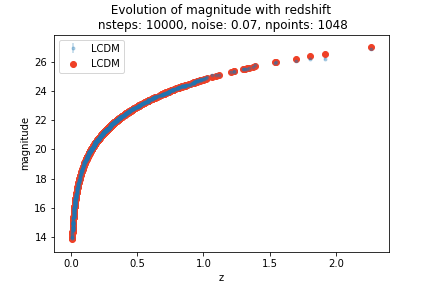 Evolution of magnitude with redshift
nsteps: 10000, noise: 0.07, npoints: 1048
LCDM
LCDM
26
24
22
20
18
16
14
magnitude
0.0 0.5 1.0 1.5 2.0
z